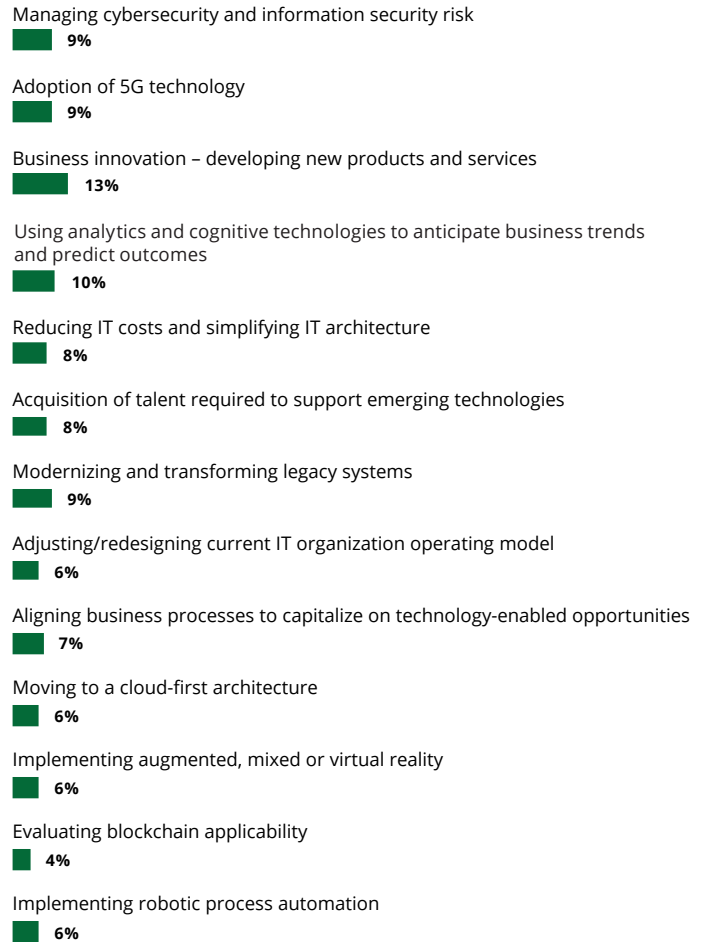 Managing cybersecurity and information security risk
9%
Adoption of 5G technology
9%
Business innovation – developing new products and services
13%
Using analytics and cognitive technologies to anticipate business trends
and predict outcomes
10%
Reducing IT costs and simplifying IT architecture
8%
Acquisition of talent required to support emerging technologies
8%
Modernizing and transforming legacy systems
9%
Adjusting/redesigning current IT organization operating model
6%
Aligning business processes to capitalize on technology-enabled opportunities
7%
Moving to a cloud-first architecture
6%
Implementing augmented, mixed or virtual reality
6%
Evaluating blockchain applicability
4%
Implementing robotic process automation
6%